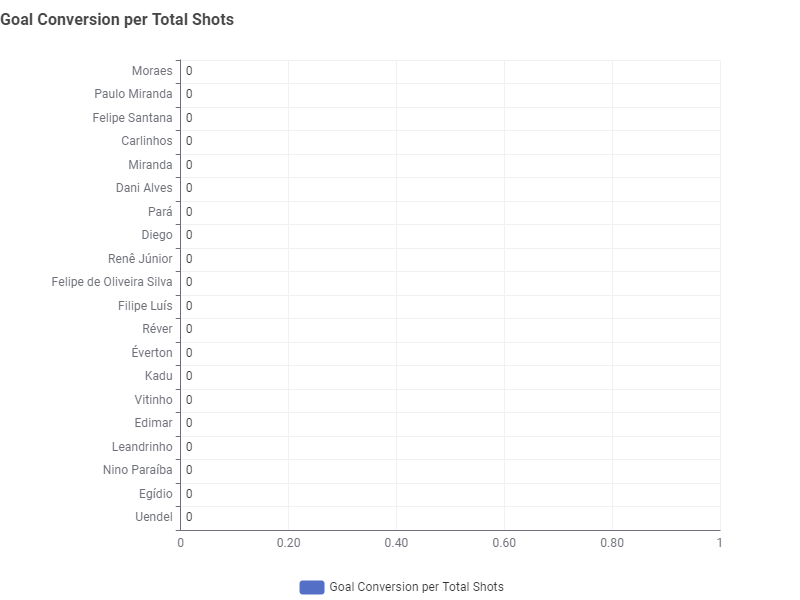 Goal Conversion per Total Shots
Moraes 0
Paulo Miranda 0
Felipe Santana 0
Carlinhos 0
Miranda 0
Dani Alves 0
Pará 0
Diego 0
Renê Júnior 0
Felipe de Oliveira Silva 0
Filipe Luís 0
Réver 0
Éverton 0
Kadu 0
Vitinho 0
Edimar 0
Leandrinho 0
Nino Paraíba 0
Egídio 0
Uendel 0
0 0.20 0.40 0.60 0.80 1
Goal Conversion per Total Shots